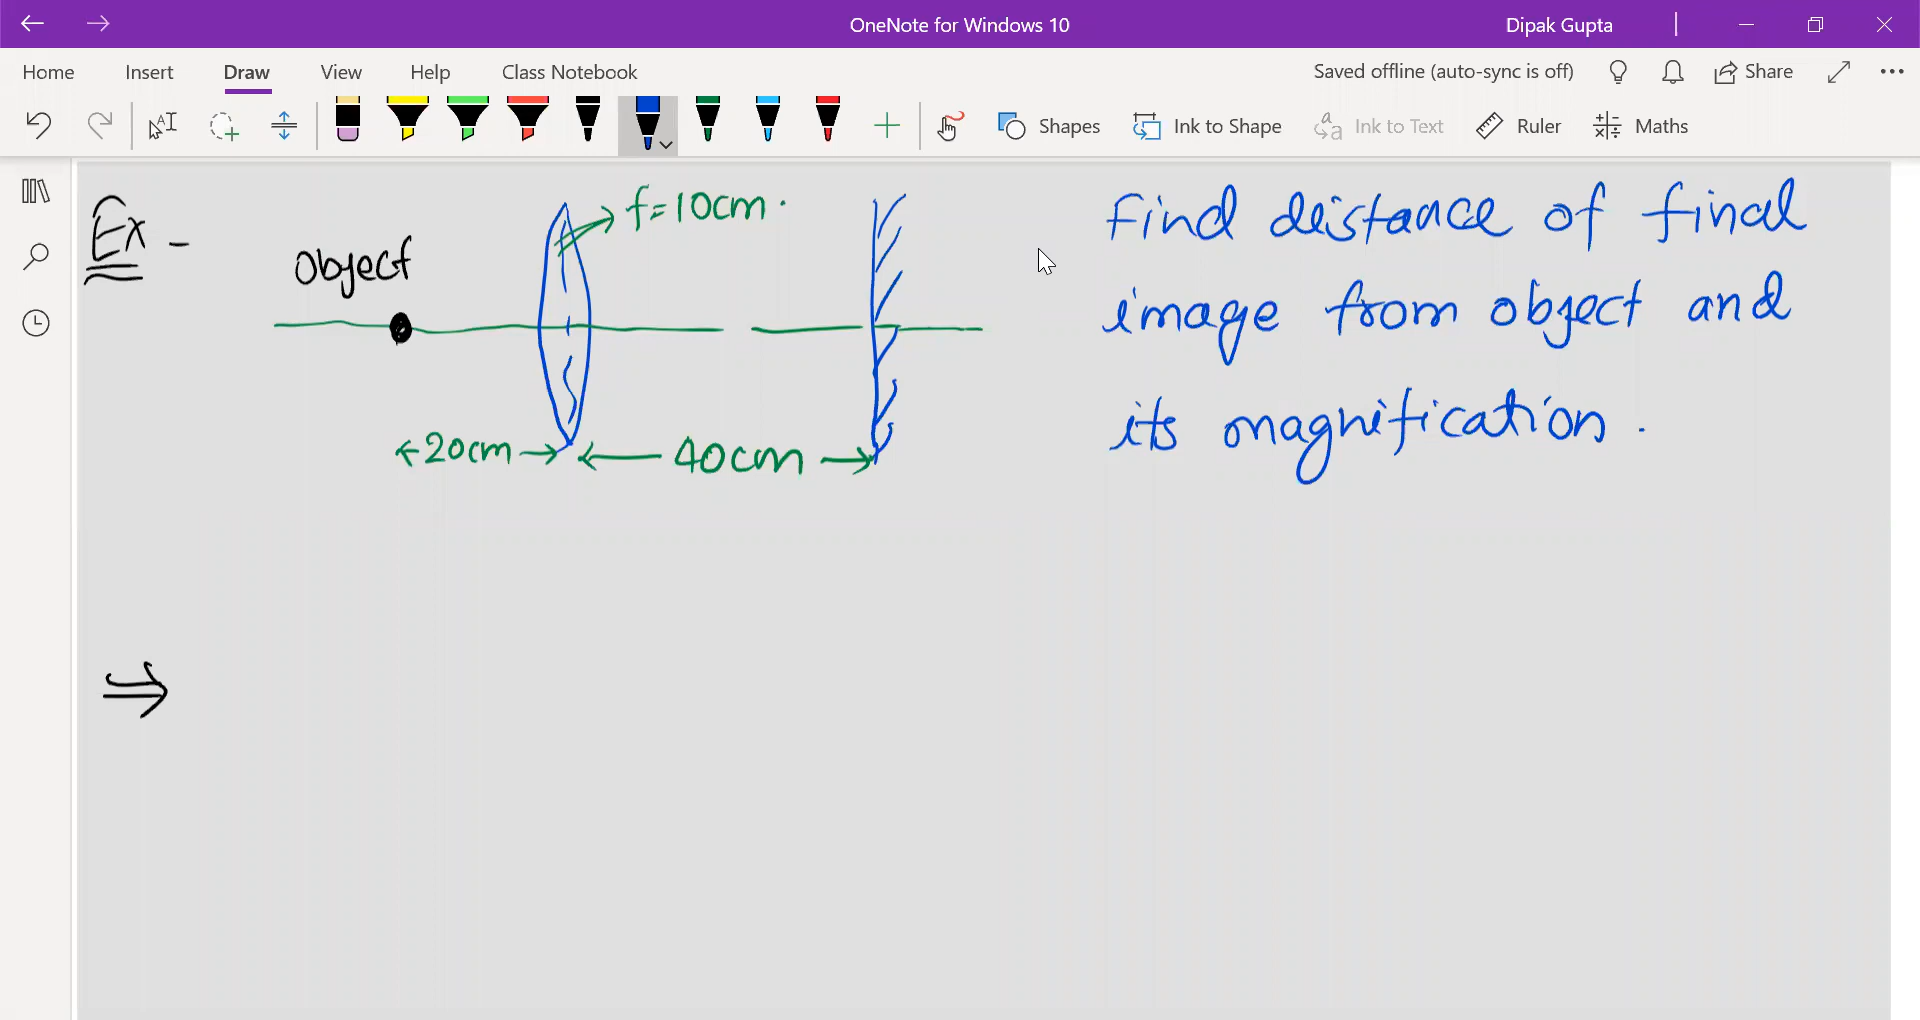 OneNote for Windows 10
Dipak Gupta
Home Insert Draw View Help Class Notebook
Saved offline (auto-sync is off) Share
Shapes Ink to Shape Ink to Text Ruler Maths
Ex -
object
f=10cm.
20cm
40cm
Find distance of final
image from object and
its magnification.
⇒